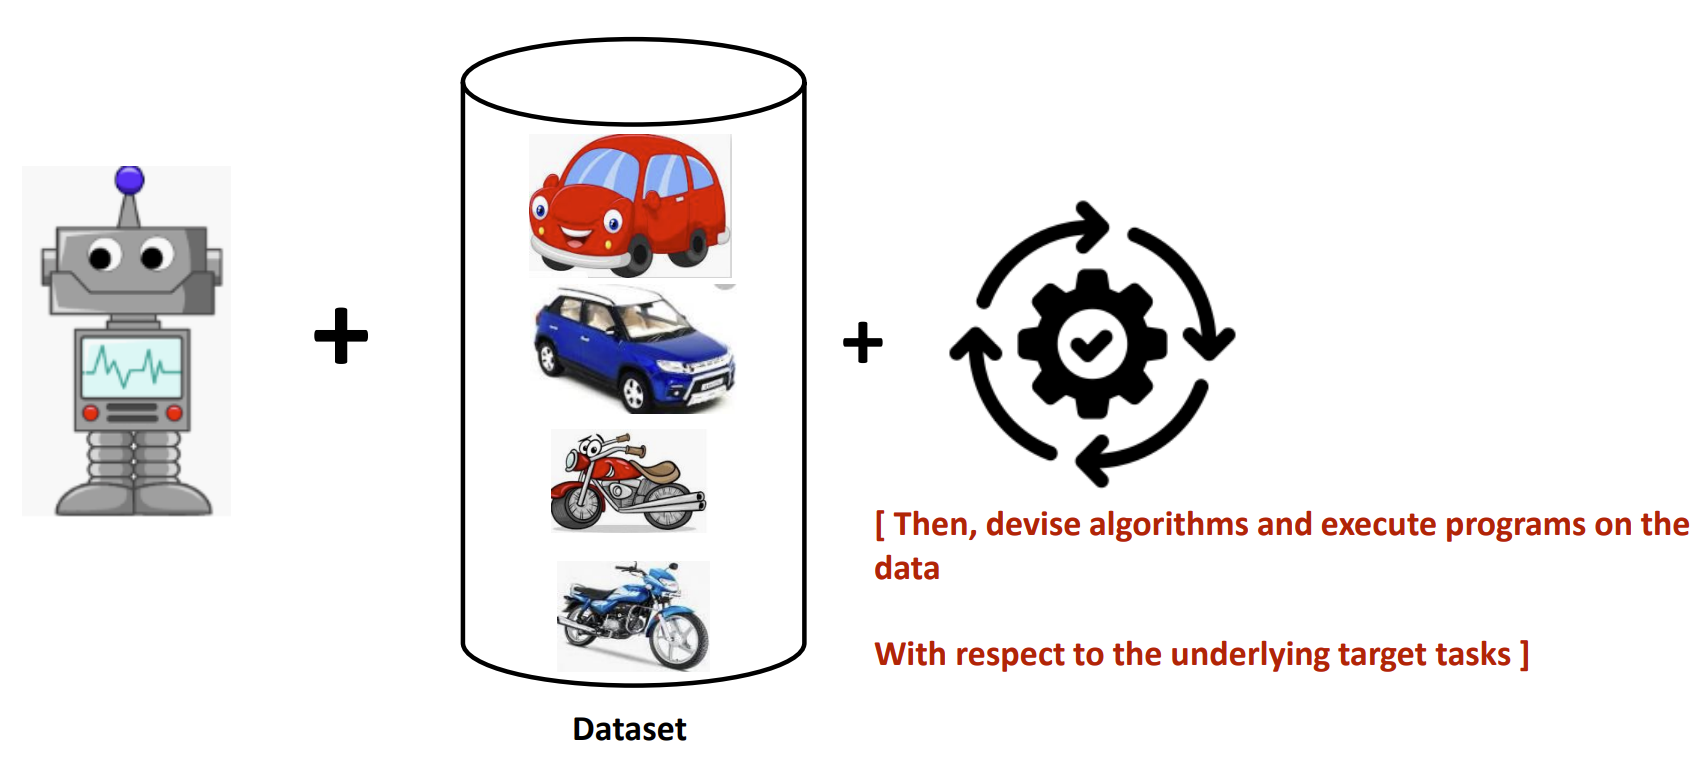 [ Then, devise algorithms and execute programs on the
data
With respect to the underlying target tasks ]
Dataset